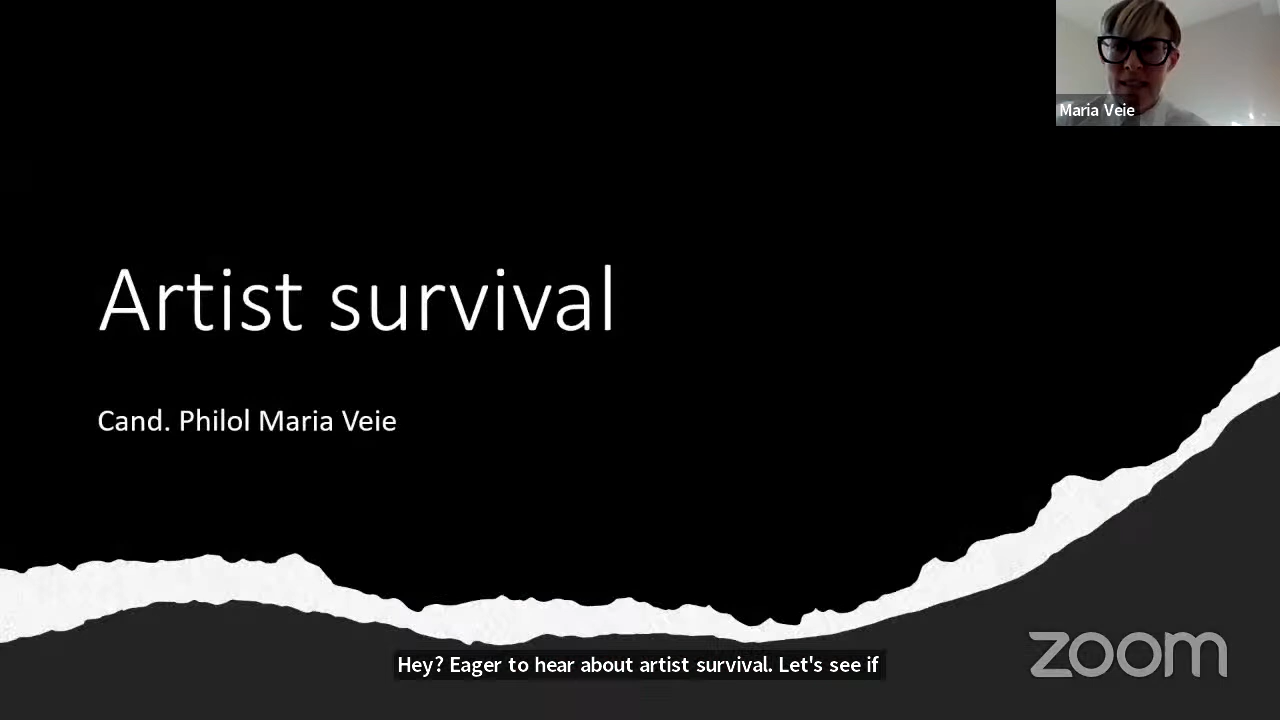 Maria Veie
Artist survival
Cand. Philol Maria Veie
Hey? Eager to hear about artist survival. Let's see if
zoom